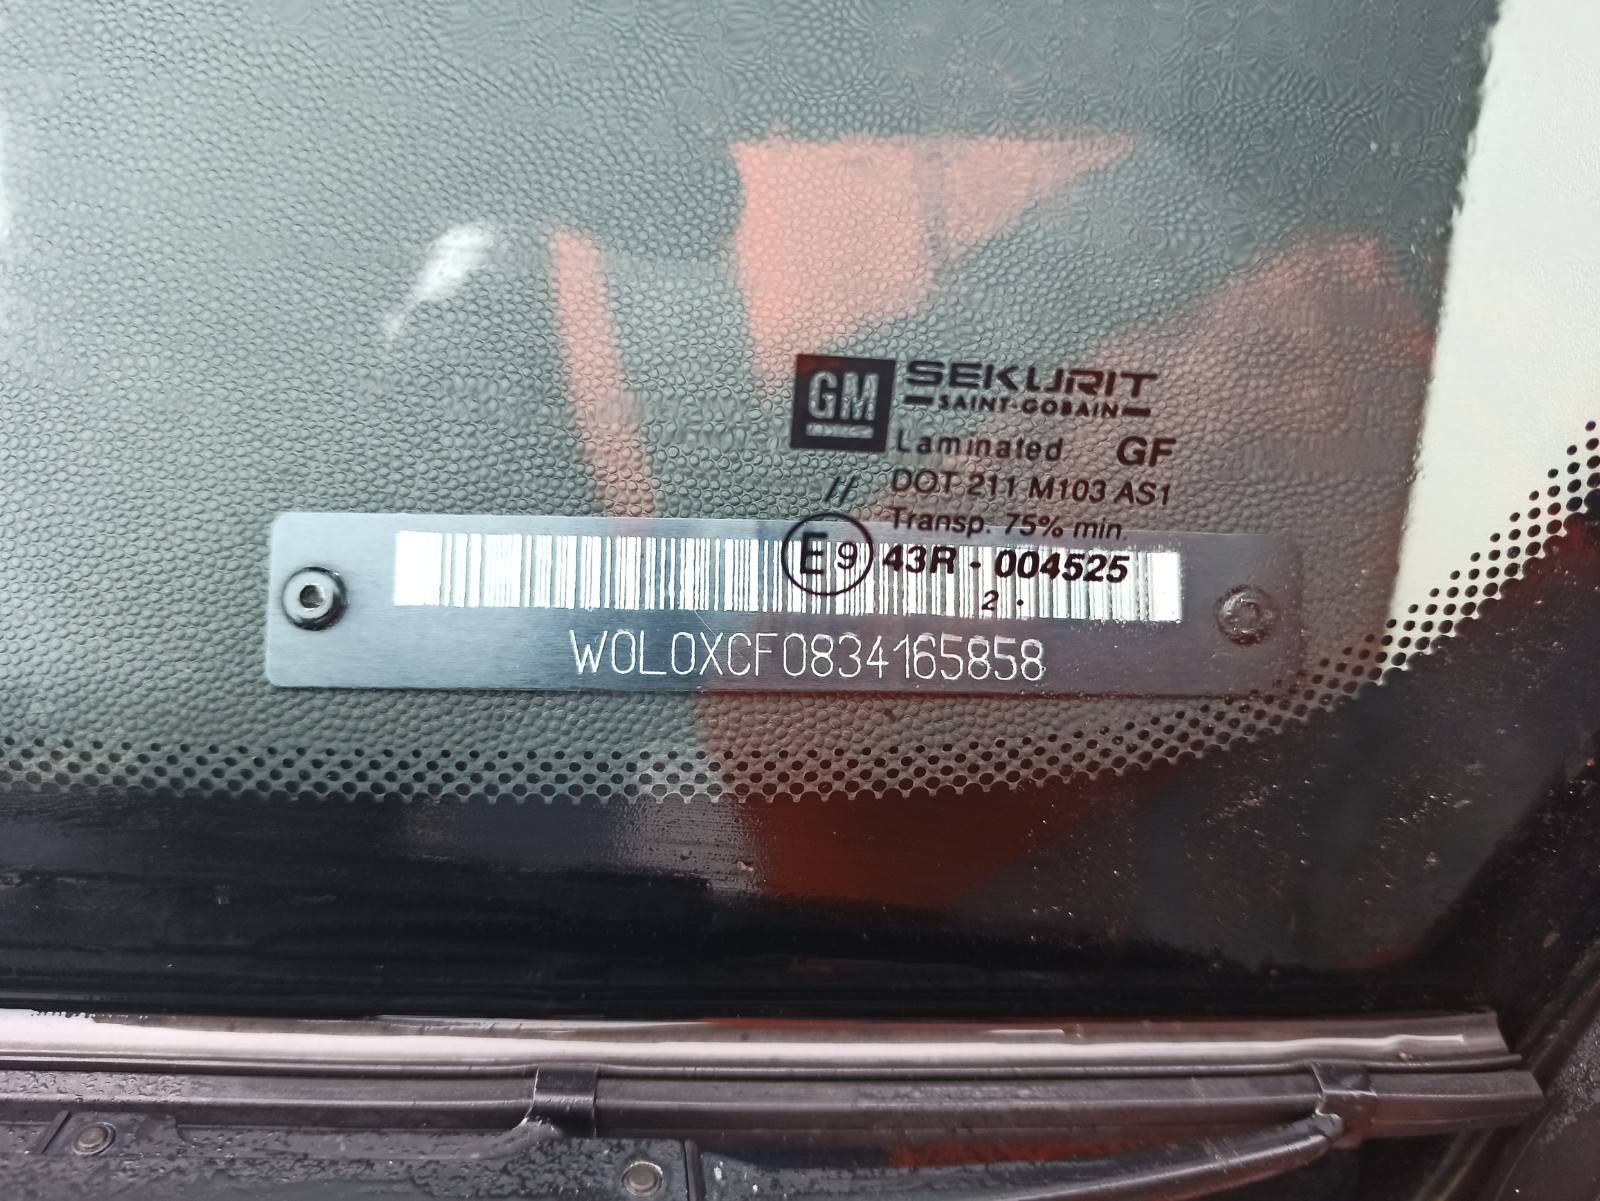 GM
SEKURIT
SAINT-GOBAIN
Laminated GF
DOT 211 M103 AS1
Transp. 75% min.
E9 43R - 004525
2 .
W0L0XCF0834165858